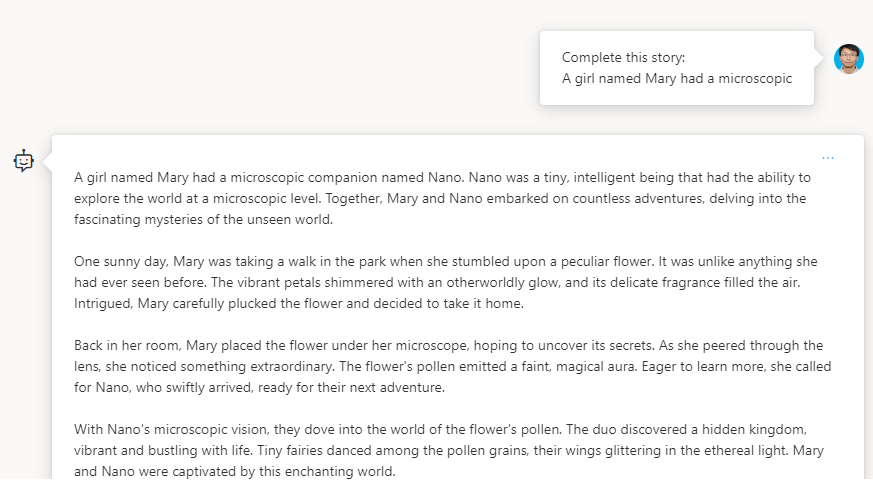 Complete this story:
A girl named Mary had a microscopic
...
A girl named Mary had a microscopic companion named Nano. Nano was a tiny, intelligent being that had the ability to
explore the world at a microscopic level. Together, Mary and Nano embarked on countless adventures, delving into the
fascinating mysteries of the unseen world.
One sunny day, Mary was taking a walk in the park when she stumbled upon a peculiar flower. It was unlike anything she
had ever seen before. The vibrant petals shimmered with an otherworldly glow, and its delicate fragrance filled the air.
Intrigued, Mary carefully plucked the flower and decided to take it home.
Back in her room, Mary placed the flower under her microscope, hoping to uncover its secrets. As she peered through the
lens, she noticed something extraordinary. The flower's pollen emitted a faint, magical aura. Eager to learn more, she called
for Nano, who swiftly arrived, ready for their next adventure.
With Nano's microscopic vision, they dove into the world of the flower's pollen. The duo discovered a hidden kingdom,
vibrant and bustling with life. Tiny fairies danced among the pollen grains, their wings glittering in the ethereal light. Mary
and Nano were captivated by this enchanting world.